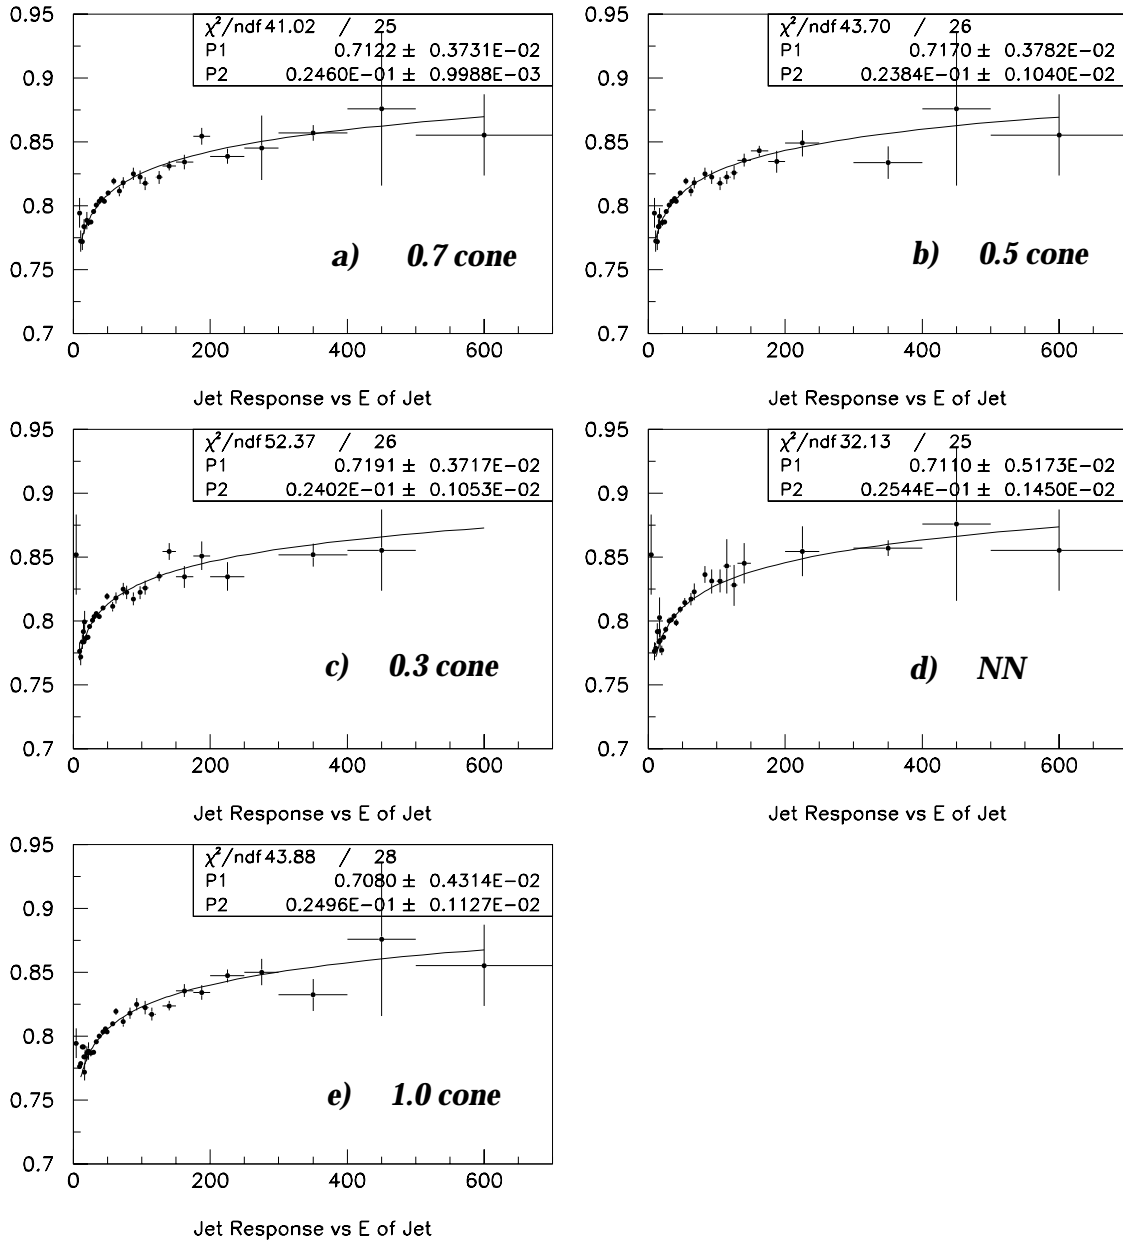 0.95
0.9
0.85
0.8
0.75
0.7
χ²/ndf 41.02 / 25
P1 0.7122 ± 0.3731E-02
P2 0.2460E-01 ± 0.9988E-03
a) 0.7 cone
0 200 400 600
Jet Response vs E of Jet
0.95
0.9
0.85
0.8
0.75
0.7
χ²/ndf 43.70 / 26
P1 0.7170 ± 0.3782E-02
P2 0.2384E-01 ± 0.1040E-02
b) 0.5 cone
0 200 400 600
Jet Response vs E of Jet
0.95
0.9
0.85
0.8
0.75
0.7
χ²/ndf 52.37 / 26
P1 0.7191 ± 0.3717E-02
P2 0.2402E-01 ± 0.1053E-02
c) 0.3 cone
0 200 400 600
Jet Response vs E of Jet
0.95
0.9
0.85
0.8
0.75
0.7
χ²/ndf 32.13 / 25
P1 0.7110 ± 0.5173E-02
P2 0.2544E-01 ± 0.1450E-02
d) NN
0 200 400 600
Jet Response vs E of Jet
0.95
0.9
0.85
0.8
0.75
0.7
χ²/ndf 43.88 / 28
P1 0.7080 ± 0.4314E-02
P2 0.2496E-01 ± 0.1127E-02
e) 1.0 cone
0 200 400 600
Jet Response vs E of Jet